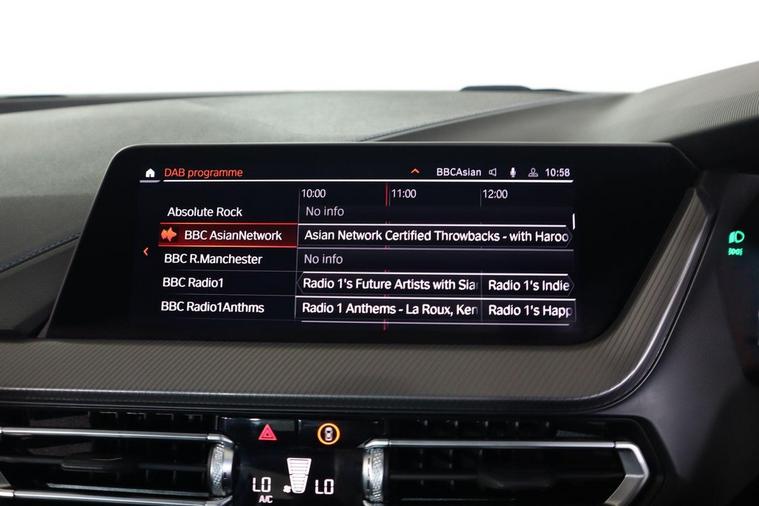 DAB programme BBCAsian 10:58
10:00 11:00 12:00
Absolute Rock No info
BBC AsianNetwork Asian Network Certified Throwbacks - with Haroo
BBC R.Manchester No info
BBC Radio1 Radio 1's Future Artists with Sia Radio 1's Indie
BBC Radio1Anthms Radio 1 Anthems - La Roux, Ken Radio 1's Happ
LO LO
A/C